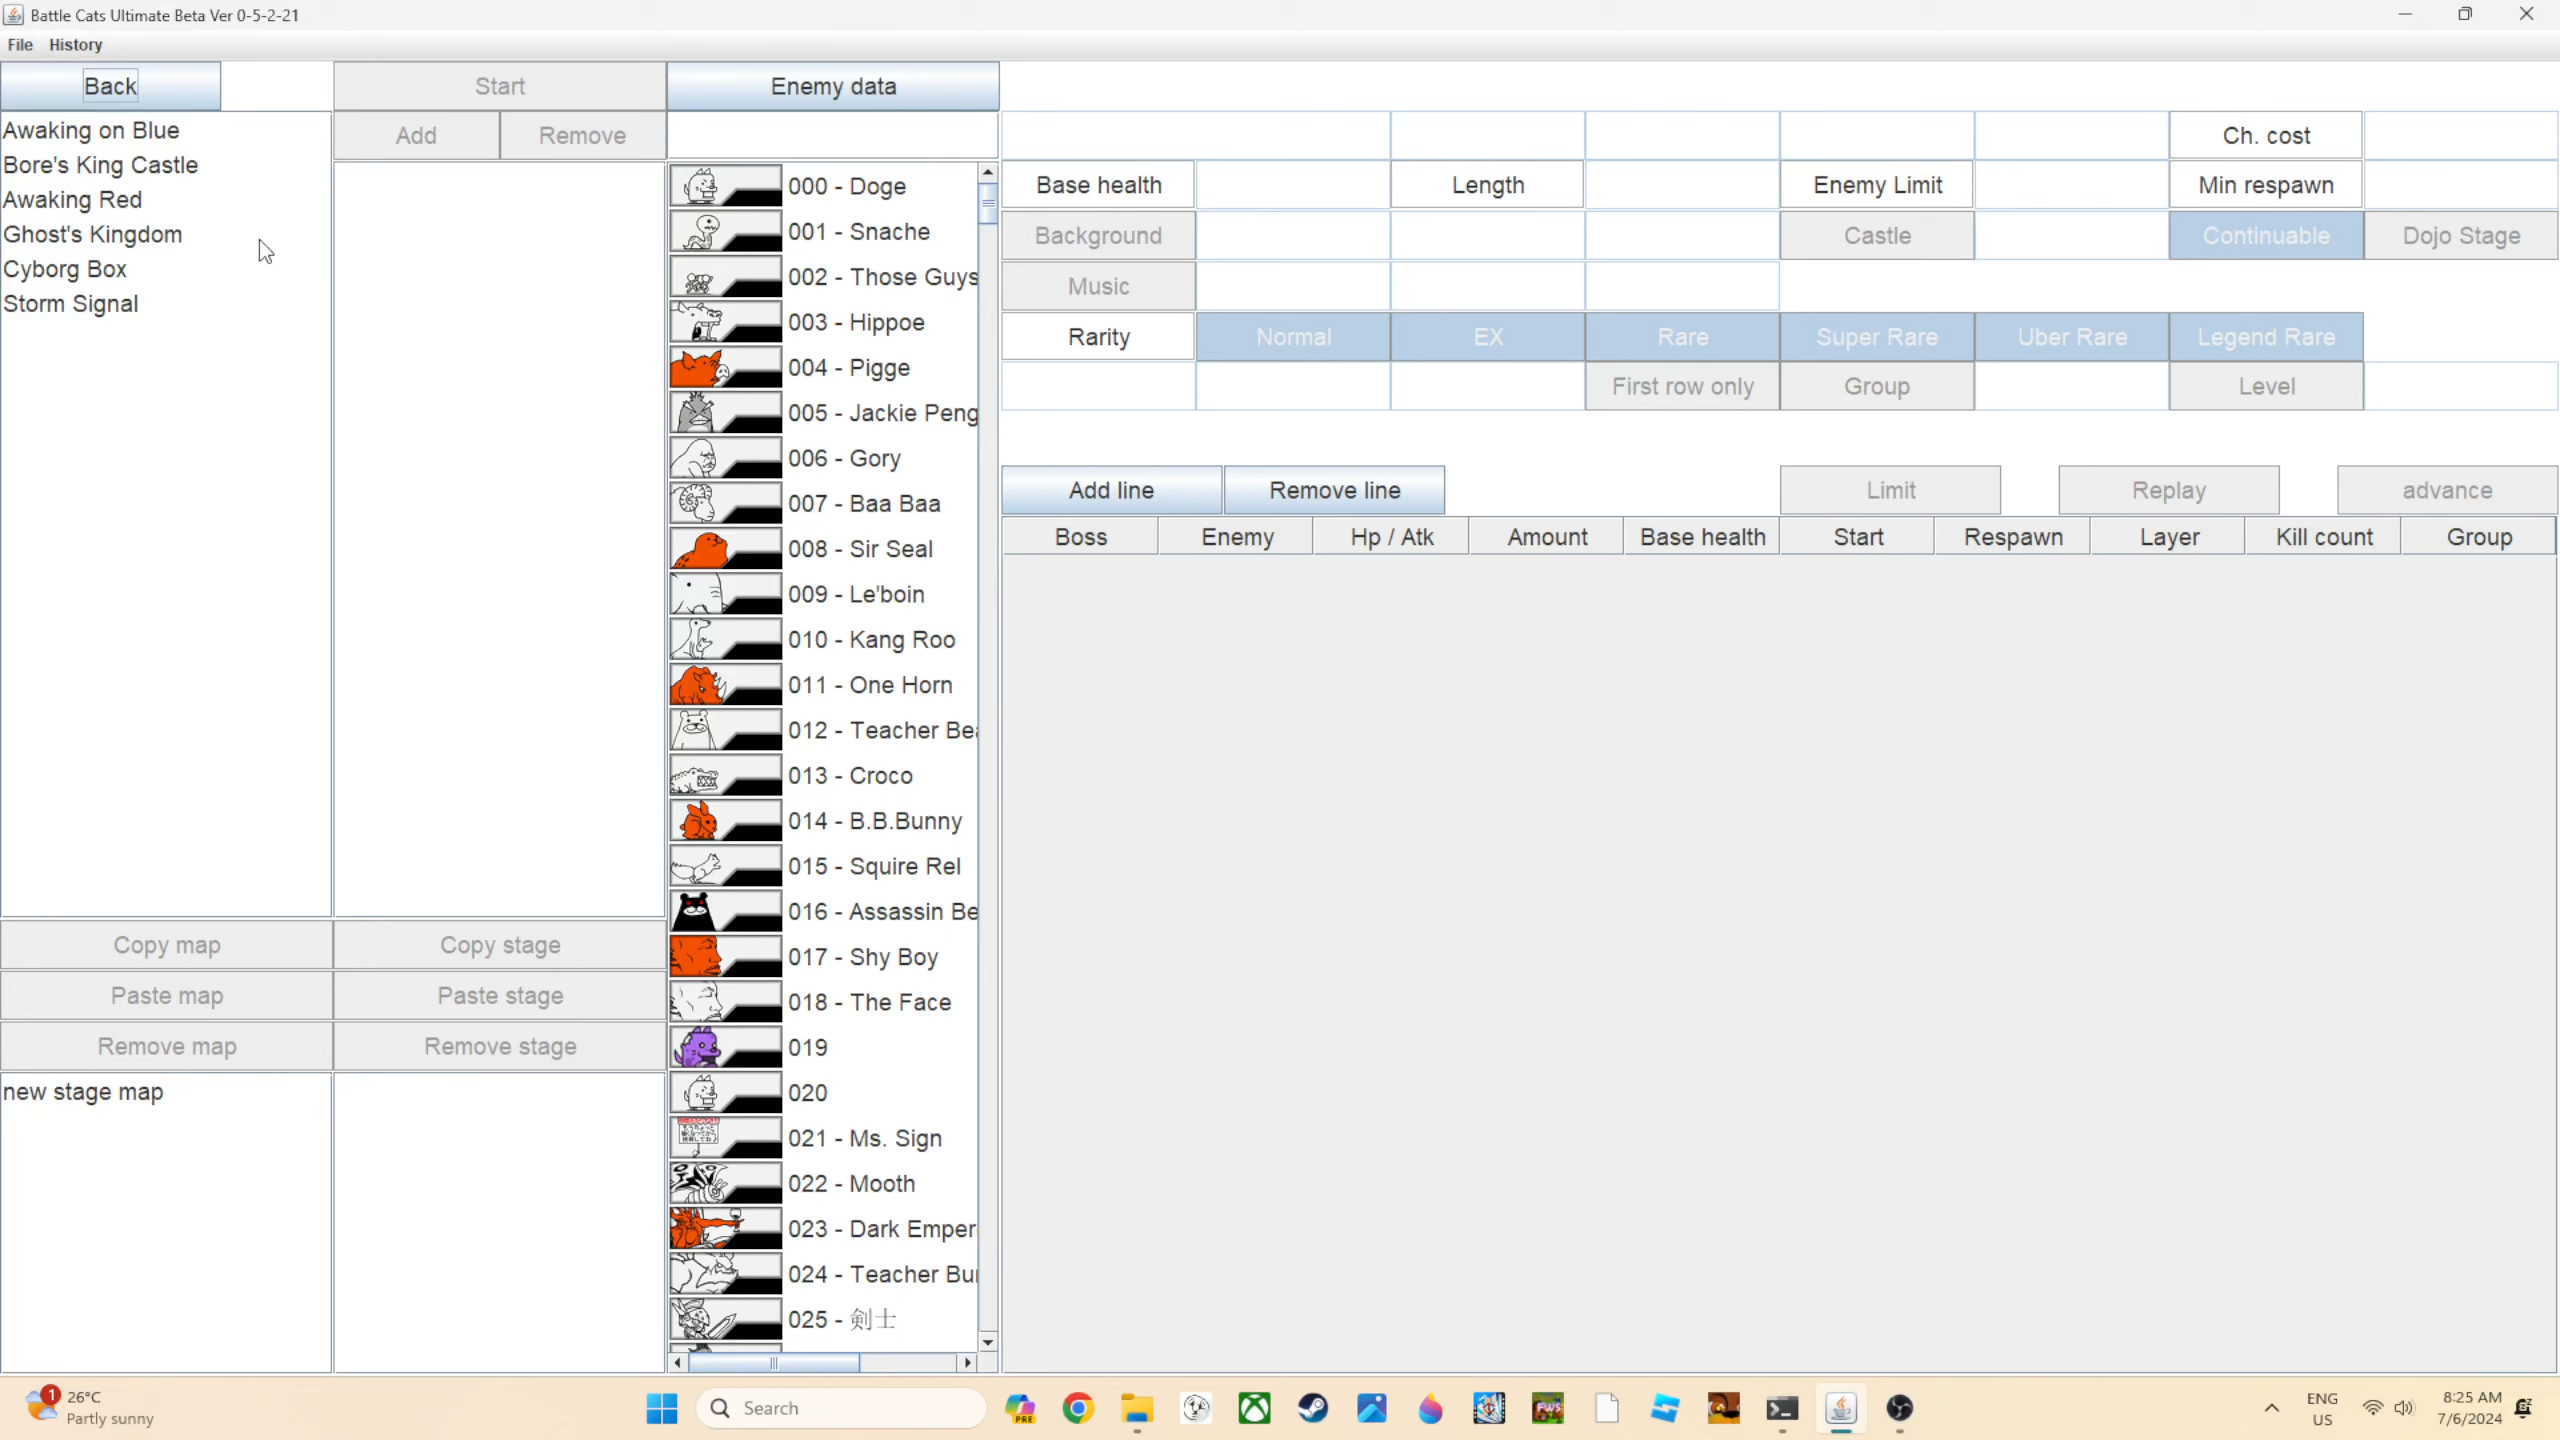 Battle Cats Ultimate Beta Ver 0-5-2-21
File History
Back
Start
Enemy data
Add
Remove
Ch. cost
Awaking on Blue
Bore's King Castle
Awaking Red
Ghost's Kingdom
Cyborg Box
Storm Signal
000 - Doge
001 - Snache
002 - Those Guys
003 - Hippoe
004 - Pigge
005 - Jackie Peng
006 - Gory
007 - Baa Baa
008 - Sir Seal
009 - Le'boin
010 - Kang Roo
011 - One Horn
012 - Teacher Bea
013 - Croco
014 - B.B.Bunny
015 - Squire Rel
016 - Assassin Be
017 - Shy Boy
018 - The Face
019
020
021 - Ms. Sign
022 - Mooth
023 - Dark Emper
024 - Teacher Bu
025 - 剣士
Base health
Length
Enemy Limit
Min respawn
Background
Castle
Continuable
Dojo Stage
Music
Rarity
Normal
EX
Rare
Super Rare
Uber Rare
Legend Rare
First row only
Group
Level
Add line
Remove line
Limit
Replay
advance
Boss
Enemy
Hp / Atk
Amount
Base health
Start
Respawn
Layer
Kill count
Group
Copy map
Copy stage
Paste map
Paste stage
Remove map
Remove stage
new stage map
1
26°C
Partly sunny
Search
PRE
ENG
US
8:25 AM
7/6/2024